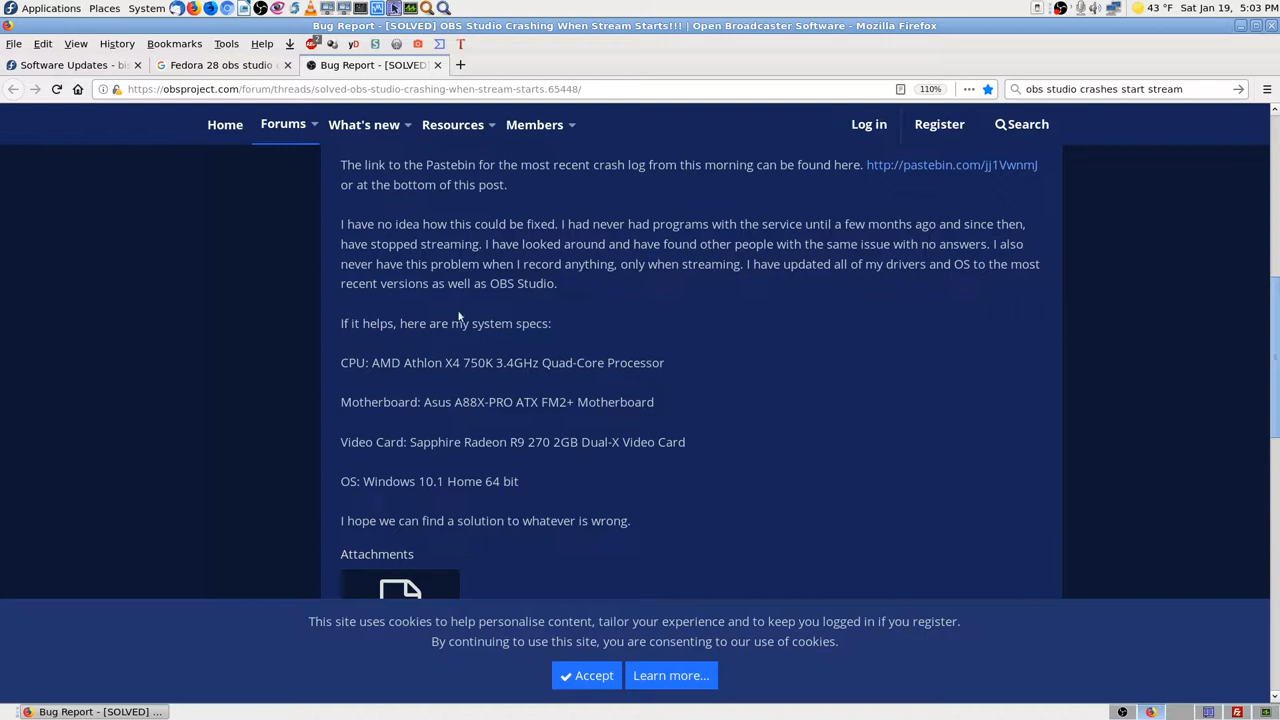 Applications Places System 43 °F Sat Jan 19, 5:03 PM
Bug Report - [SOLVED] OBS Studio Crashing When Stream Starts!!! | Open Broadcaster Software - Mozilla Firefox
File Edit View History Bookmarks Tools Help
Software Updates - bis Fedora 28 obs studio c Bug Report - [SOLVED]
https://obsproject.com/forum/threads/solved-obs-studio-crashing-when-stream-starts.65448/ 110% obs studio crashes start stream
Home Forums What's new Resources Members Log in Register Search
The link to the Pastebin for the most recent crash log from this morning can be found here. http://pastebin.com/jj1VwnmJ
or at the bottom of this post.
I have no idea how this could be fixed. I had never had programs with the service until a few months ago and since then,
have stopped streaming. I have looked around and have found other people with the same issue with no answers. I also
never have this problem when I record anything, only when streaming. I have updated all of my drivers and OS to the most
recent versions as well as OBS Studio.
If it helps, here are my system specs:
CPU: AMD Athlon X4 750K 3.4GHz Quad-Core Processor
Motherboard: Asus A88X-PRO ATX FM2+ Motherboard
Video Card: Sapphire Radeon R9 270 2GB Dual-X Video Card
OS: Windows 10.1 Home 64 bit
I hope we can find a solution to whatever is wrong.
Attachments
This site uses cookies to help personalise content, tailor your experience and to keep you logged in if you register.
By continuing to use this site, you are consenting to our use of cookies.
Accept Learn more...
Bug Report - [SOLVED] ...